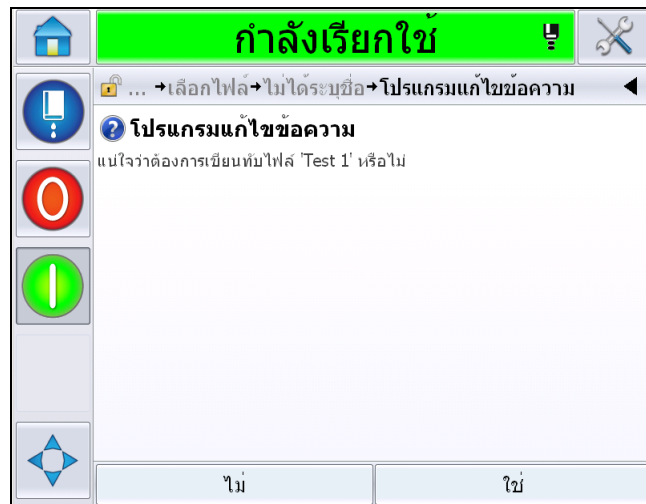 กำลังเรียกใช้
... →เลือกไฟล์→ไม่ได้ระบุชื่อ→โปรแกรมแก้ไขข้อความ
โปรแกรมแก้ไขข้อความ
แน่ใจว่าต้องการเขียนทับไฟล์ 'Test 1' หรือไม่
ไม่
ใช่